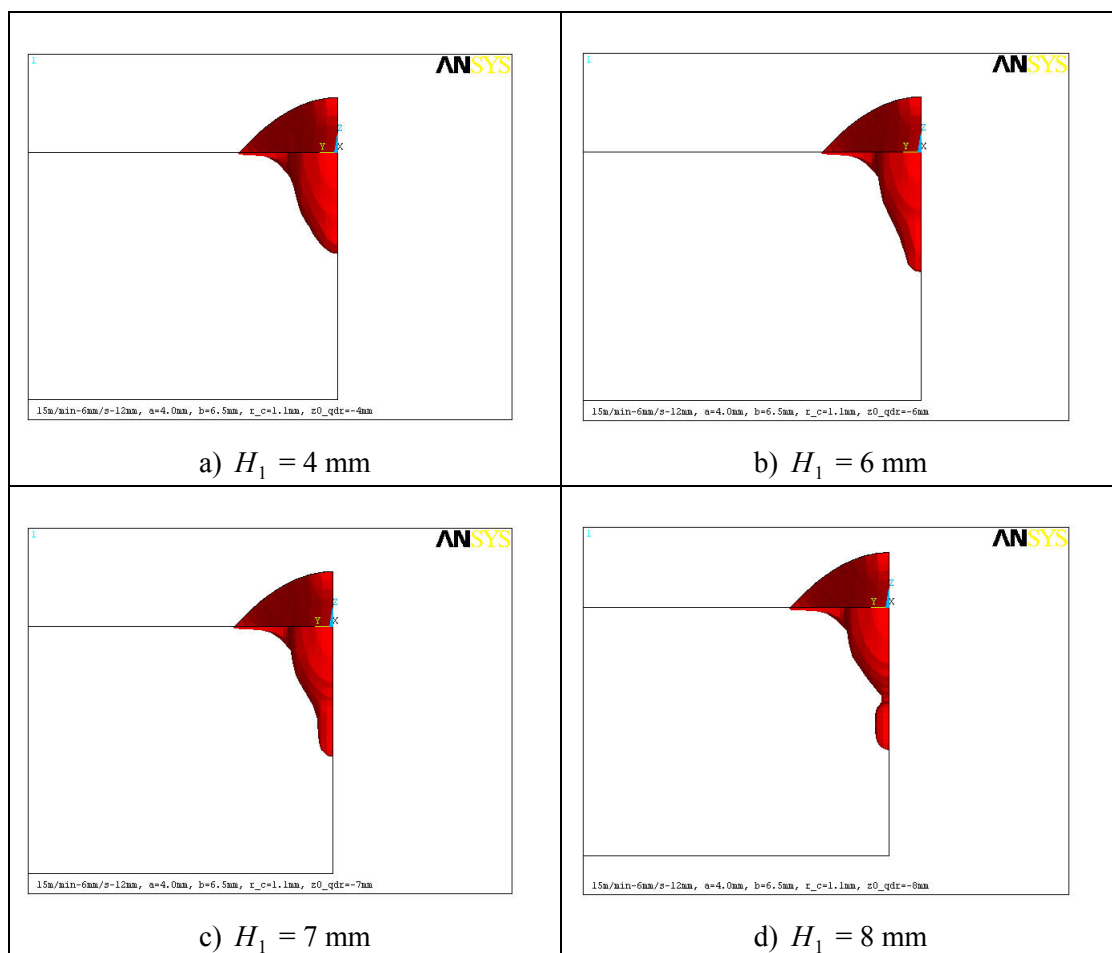 1
ANSYS
Z
Y
X
15m/min-6mm/s-12mm, a=4.0mm, b=6.5mm, r_c=1.1mm, z0_qdr=-4mm
a) H₁ = 4 mm
1
ANSYS
Z
Y
X
15m/min-6mm/s-12mm, a=4.0mm, b=6.5mm, r_c=1.1mm, z0_qdr=-6mm
b) H₁ = 6 mm
1
ANSYS
Z
Y
X
15m/min-6mm/s-12mm, a=4.0mm, b=6.5mm, r_c=1.1mm, z0_qdr=-7mm
c) H₁ = 7 mm
1
ANSYS
Z
Y
X
15m/min-6mm/s-12mm, a=4.0mm, b=6.5mm, r_c=1.1mm, z0_qdr=-8mm
d) H₁ = 8 mm